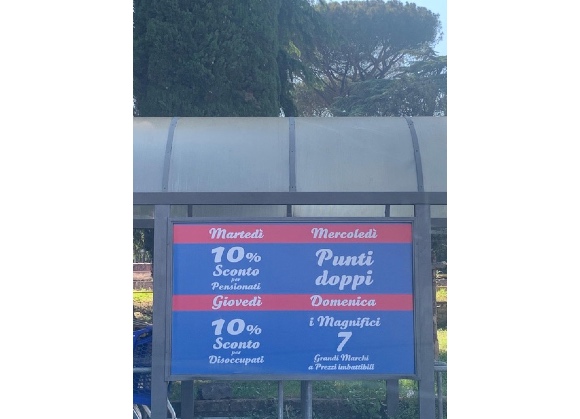 Martedì
10%
Sconto
per
Pensionati
Mercoledì
Punti
doppi
Giovedì
10%
Sconto
per
Disoccupati
Domenica
i Magnifici
7
Grandi Marchi
a Prezzi imbattibili